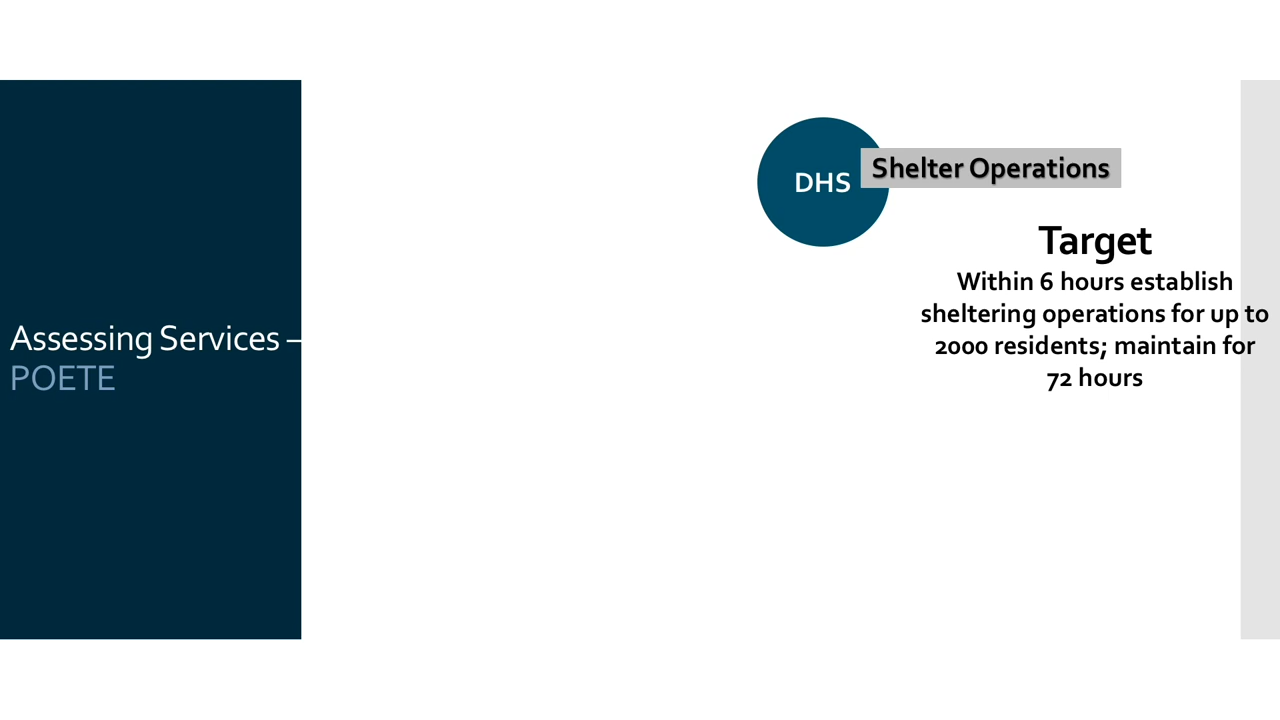 Assessing Services –
POETE
DHS
Shelter Operations
Target
Within 6 hours establish
sheltering operations for up to
2000 residents; maintain for
72 hours